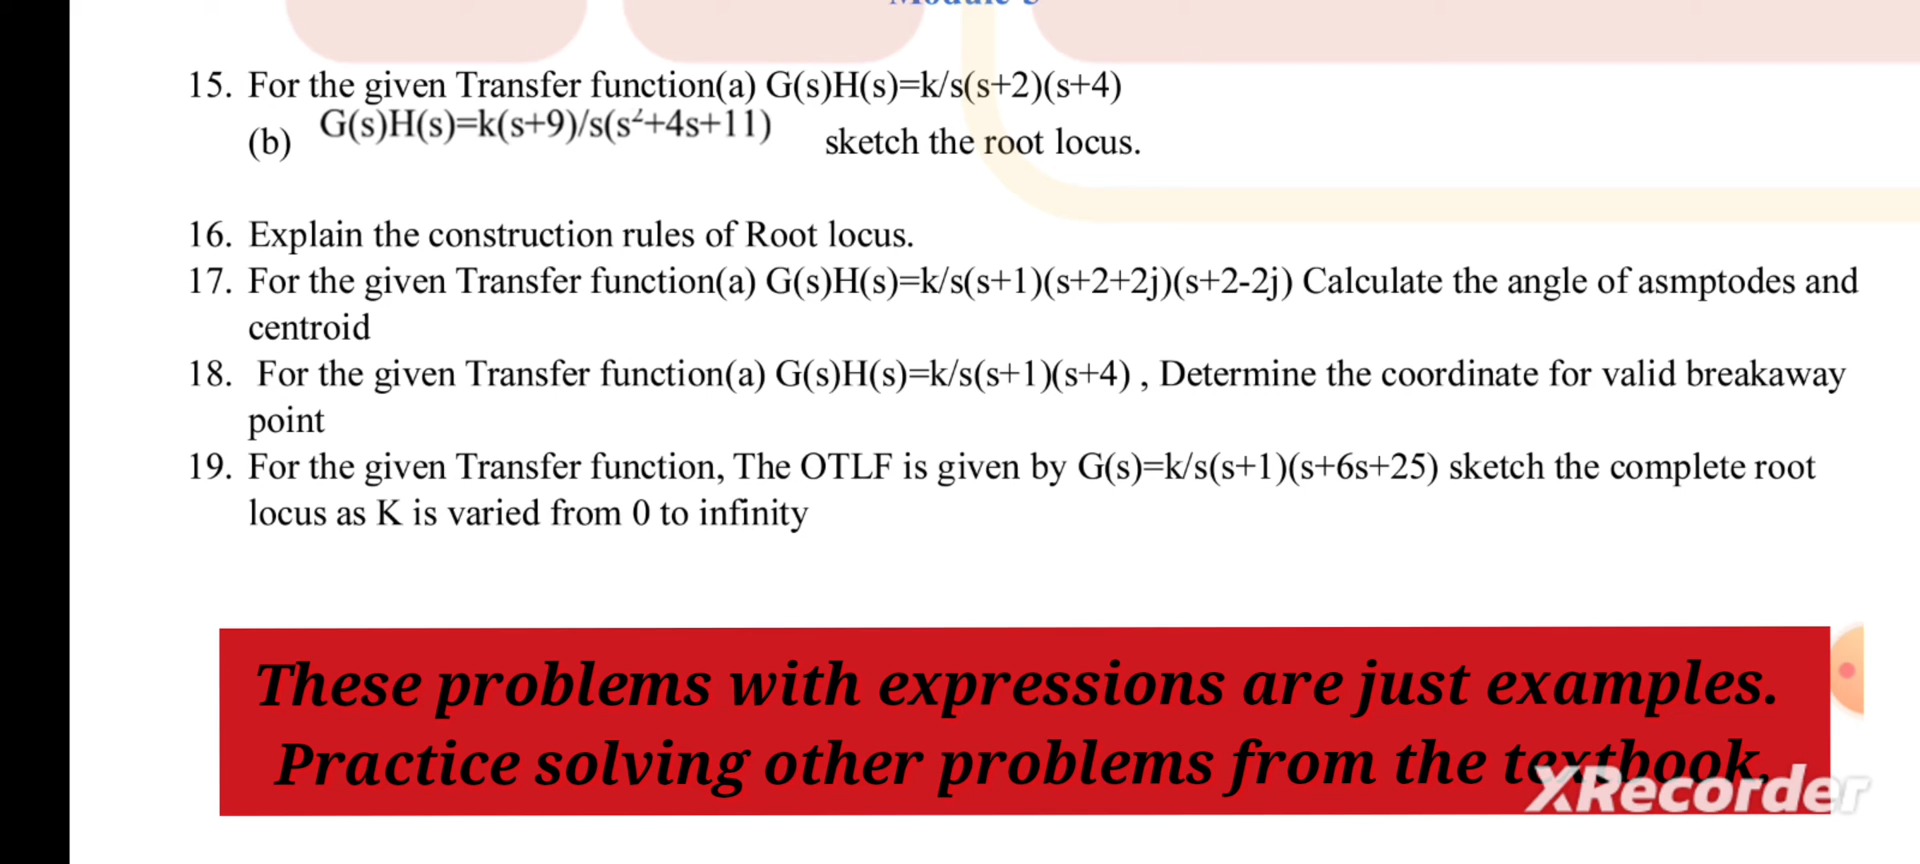 Module 3
15. For the given Transfer function(a) G(s)H(s)=k/s(s+2)(s+4)
(b) G(s)H(s)=k(s+9)/s(s²+4s+11) sketch the root locus.
16. Explain the construction rules of Root locus.
17. For the given Transfer function(a) G(s)H(s)=k/s(s+1)(s+2+2j)(s+2-2j) Calculate the angle of asmptodes and
centroid
18. For the given Transfer function(a) G(s)H(s)=k/s(s+1)(s+4) , Determine the coordinate for valid breakaway
point
19. For the given Transfer function, The OTLF is given by G(s)=k/s(s+1)(s+6s+25) sketch the complete root
locus as K is varied from 0 to infinity
These problems with expressions are just examples.
Practice solving other problems from the textbook.
XRecorder